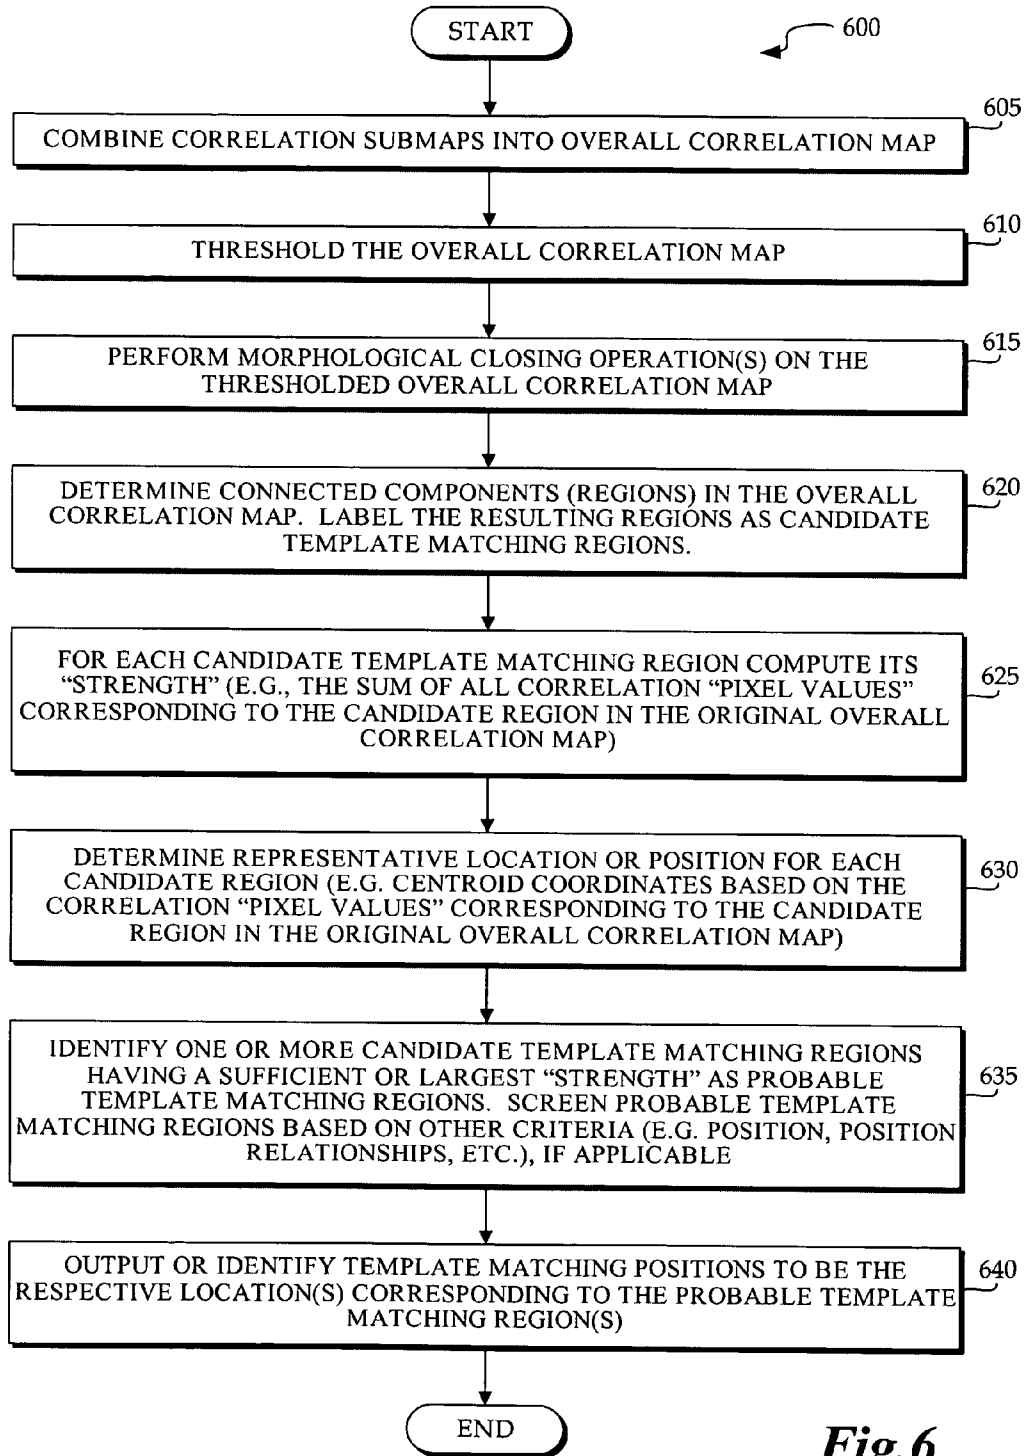 START
600
605
COMBINE CORRELATION SUBMAPS INTO OVERALL CORRELATION MAP
610
THRESHOLD THE OVERALL CORRELATION MAP
615
PERFORM MORPHOLOGICAL CLOSING OPERATION(S) ON THE
THRESHOLDED OVERALL CORRELATION MAP
620
DETERMINE CONNECTED COMPONENTS (REGIONS) IN THE OVERALL
CORRELATION MAP. LABEL THE RESULTING REGIONS AS CANDIDATE
TEMPLATE MATCHING REGIONS.
625
FOR EACH CANDIDATE TEMPLATE MATCHING REGION COMPUTE ITS
“STRENGTH” (E.G., THE SUM OF ALL CORRELATION “PIXEL VALUES”
CORRESPONDING TO THE CANDIDATE REGION IN THE ORIGINAL OVERALL
CORRELATION MAP)
630
DETERMINE REPRESENTATIVE LOCATION OR POSITION FOR EACH
CANDIDATE REGION (E.G. CENTROID COORDINATES BASED ON THE
CORRELATION “PIXEL VALUES” CORRESPONDING TO THE CANDIDATE
REGION IN THE ORIGINAL OVERALL CORRELATION MAP)
635
IDENTIFY ONE OR MORE CANDIDATE TEMPLATE MATCHING REGIONS
HAVING A SUFFICIENT OR LARGEST “STRENGTH” AS PROBABLE
TEMPLATE MATCHING REGIONS. SCREEN PROBABLE TEMPLATE
MATCHING REGIONS BASED ON OTHER CRITERIA (E.G. POSITION, POSITION
RELATIONSHIPS, ETC.), IF APPLICABLE
640
OUTPUT OR IDENTIFY TEMPLATE MATCHING POSITIONS TO BE THE
RESPECTIVE LOCATION(S) CORRESPONDING TO THE PROBABLE TEMPLATE
MATCHING REGION(S)
END
Fig.6